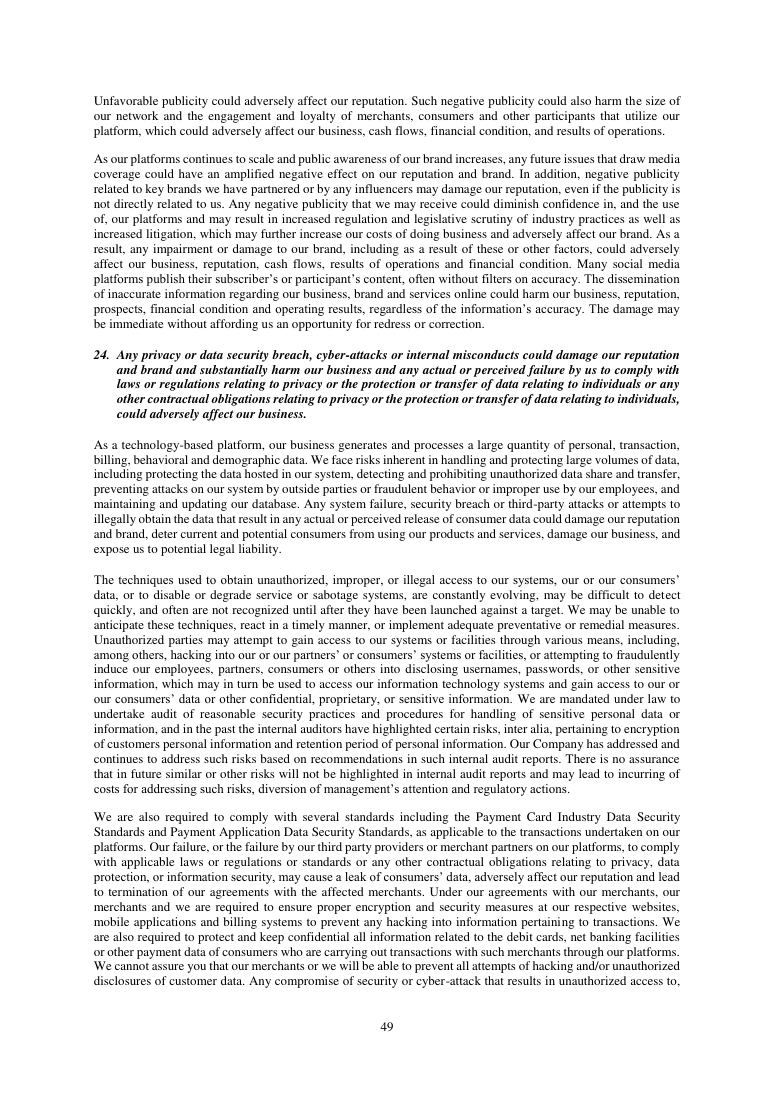 Unfavorable publicity could adversely affect our reputation. Such negative publicity could also harm the size of
our network and the engagement and loyalty of merchants, consumers and other participants that utilize our
platform, which could adversely affect our business, cash flows, financial condition, and results of operations.
As our platforms continues to scale and public awareness of our brand increases, any future issues that draw media
coverage could have an amplified negative effect on our reputation and brand. In addition, negative publicity
related to key brands we have partnered or by any influencers may damage our reputation, even if the publicity is
not directly related to us. Any negative publicity that we may receive could diminish confidence in, and the use
of, our platforms and may result in increased regulation and legislative scrutiny of industry practices as well as
increased litigation, which may further increase our costs of doing business and adversely affect our brand. As a
result, any impairment or damage to our brand, including as a result of these or other factors, could adversely
affect our business, reputation, cash flows, results of operations and financial condition. Many social media
platforms publish their subscriber’s or participant’s content, often without filters on accuracy. The dissemination
of inaccurate information regarding our business, brand and services online could harm our business, reputation,
prospects, financial condition and operating results, regardless of the information’s accuracy. The damage may
be immediate without affording us an opportunity for redress or correction.
24. Any privacy or data security breach, cyber-attacks or internal misconducts could damage our reputation
and brand and substantially harm our business and any actual or perceived failure by us to comply with
laws or regulations relating to privacy or the protection or transfer of data relating to individuals or any
other contractual obligations relating to privacy or the protection or transfer of data relating to individuals,
could adversely affect our business.
As a technology-based platform, our business generates and processes a large quantity of personal, transaction,
billing, behavioral and demographic data. We face risks inherent in handling and protecting large volumes of data,
including protecting the data hosted in our system, detecting and prohibiting unauthorized data share and transfer,
preventing attacks on our system by outside parties or fraudulent behavior or improper use by our employees, and
maintaining and updating our database. Any system failure, security breach or third-party attacks or attempts to
illegally obtain the data that result in any actual or perceived release of consumer data could damage our reputation
and brand, deter current and potential consumers from using our products and services, damage our business, and
expose us to potential legal liability.
The techniques used to obtain unauthorized, improper, or illegal access to our systems, our or our consumers’
data, or to disable or degrade service or sabotage systems, are constantly evolving, may be difficult to detect
quickly, and often are not recognized until after they have been launched against a target. We may be unable to
anticipate these techniques, react in a timely manner, or implement adequate preventative or remedial measures.
Unauthorized parties may attempt to gain access to our systems or facilities through various means, including,
among others, hacking into our or our partners’ or consumers’ systems or facilities, or attempting to fraudulently
induce our employees, partners, consumers or others into disclosing usernames, passwords, or other sensitive
information, which may in turn be used to access our information technology systems and gain access to our or
our consumers’ data or other confidential, proprietary, or sensitive information. We are mandated under law to
undertake audit of reasonable security practices and procedures for handling of sensitive personal data or
information, and in the past the internal auditors have highlighted certain risks, inter alia, pertaining to encryption
of customers personal information and retention period of personal information. Our Company has addressed and
continues to address such risks based on recommendations in such internal audit reports. There is no assurance
that in future similar or other risks will not be highlighted in internal audit reports and may lead to incurring of
costs for addressing such risks, diversion of management’s attention and regulatory actions.
We are also required to comply with several standards including the Payment Card Industry Data Security
Standards and Payment Application Data Security Standards, as applicable to the transactions undertaken on our
platforms. Our failure, or the failure by our third party providers or merchant partners on our platforms, to comply
with applicable laws or regulations or standards or any other contractual obligations relating to privacy, data
protection, or information security, may cause a leak of consumers’ data, adversely affect our reputation and lead
to termination of our agreements with the affected merchants. Under our agreements with our merchants, our
merchants and we are required to ensure proper encryption and security measures at our respective websites,
mobile applications and billing systems to prevent any hacking into information pertaining to transactions. We
are also required to protect and keep confidential all information related to the debit cards, net banking facilities
or other payment data of consumers who are carrying out transactions with such merchants through our platforms.
We cannot assure you that our merchants or we will be able to prevent all attempts of hacking and/or unauthorized
disclosures of customer data. Any compromise of security or cyber-attack that results in unauthorized access to,
49